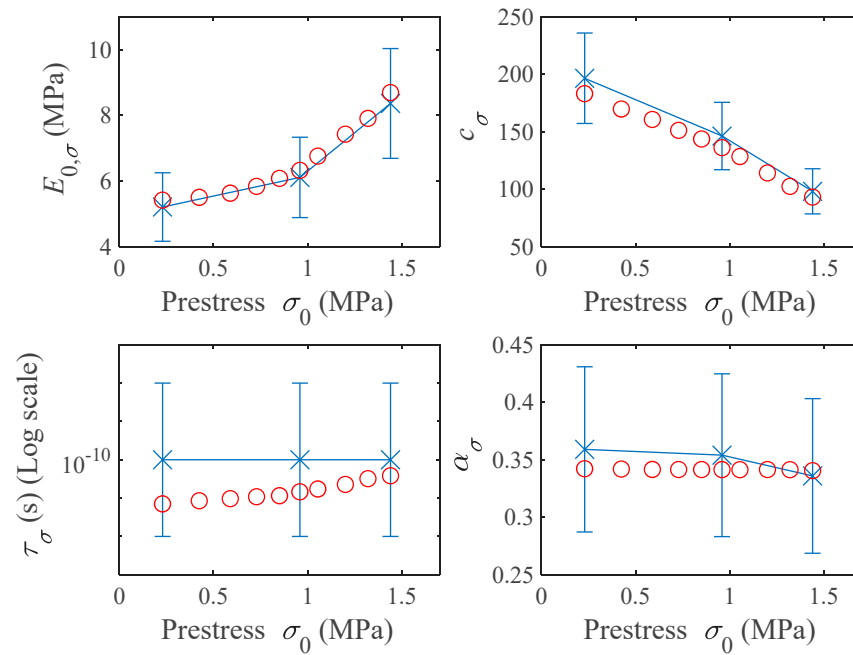 E0,σ (MPa)
10
8
6
4
0 0.5 1 1.5
Prestress σ0 (MPa)
cσ
250
200
150
100
50
0 0.5 1 1.5
Prestress σ0 (MPa)
τσ (s) (Log scale)
10-10
0 0.5 1 1.5
Prestress σ0 (MPa)
ασ
0.45
0.4
0.35
0.3
0.25
0 0.5 1 1.5
Prestress σ0 (MPa)